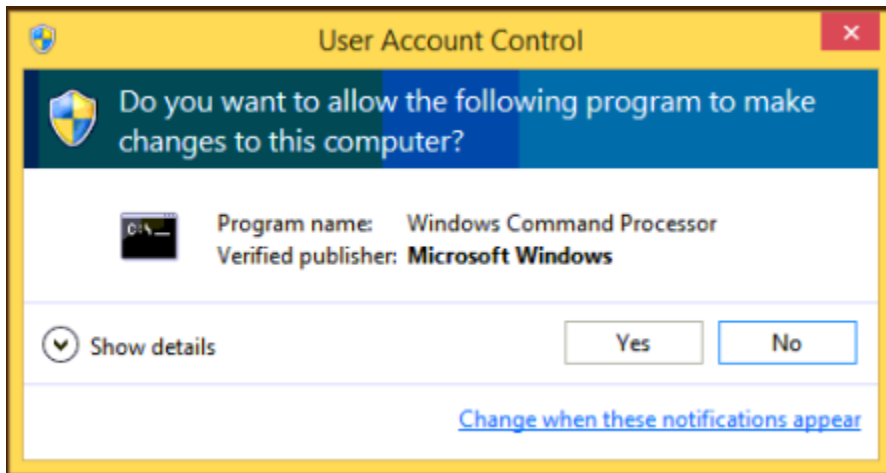 User Account Control
Do you want to allow the following program to make
changes to this computer?
C:\_
Program name: Windows Command Processor
Verified publisher: Microsoft Windows
Show details
Yes
No
Change when these notifications appear